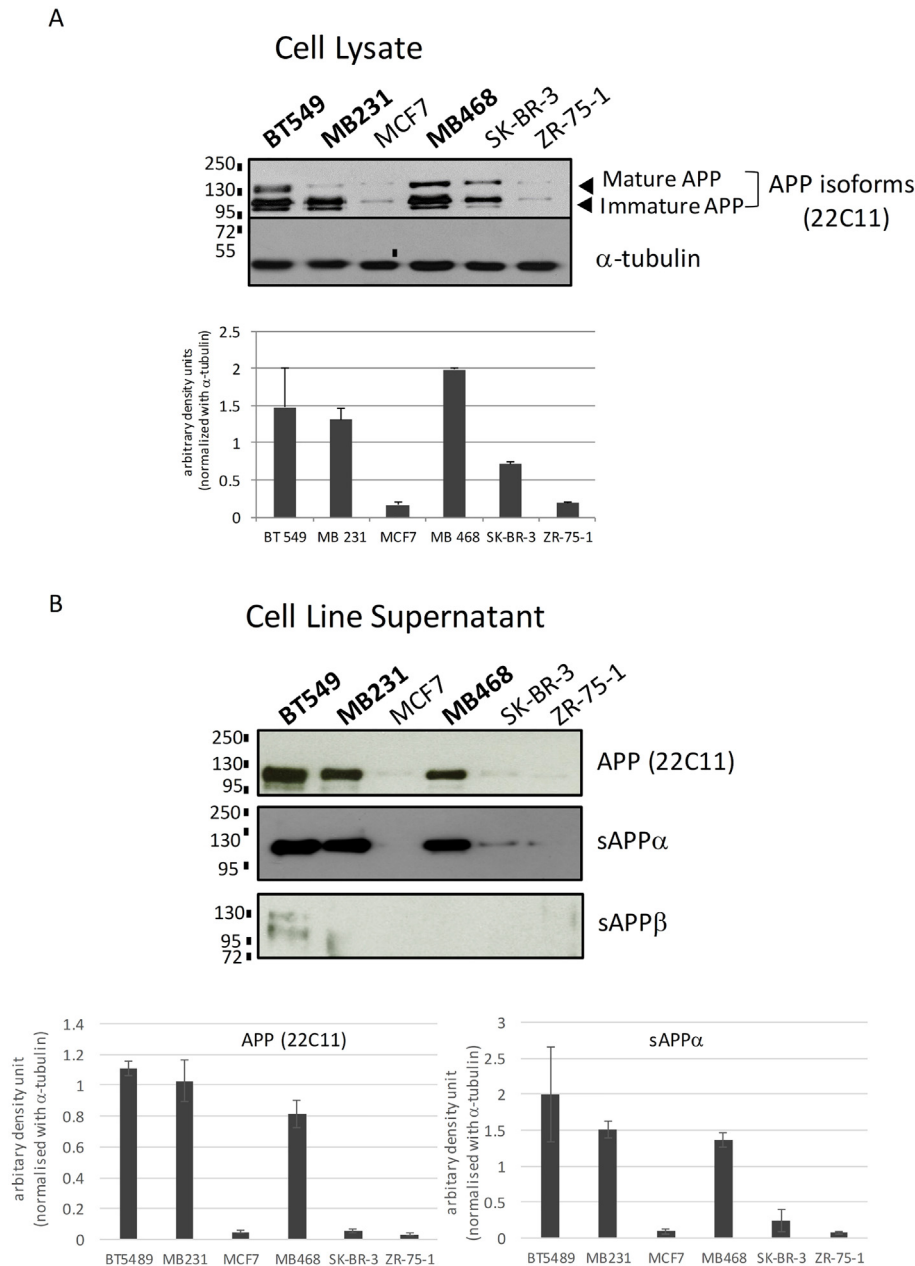 A
Cell Lysate
BT549 MB231 MCF7 MB468 SK-BR-3 ZR-75-1
250
130
95
72
55
Mature APP
Immature APP
APP isoforms
(22C11)
α-tubulin
arbitrary density units
(normalized with α-tubulin)
2.5
2
1.5
1
0.5
0
BT 549 MB 231 MCF7 MB 468 SK-BR-3 ZR-75-1
B
Cell Line Supernatant
BT549 MB231 MCF7 MB468 SK-BR-3 ZR-75-1
250
130
95
APP (22C11)
250
130
95
sAPPα
130
95
72
sAPPβ
APP (22C11)
arbitary density unit
(normalised with α-tubulin)
1.4
1.2
1
0.8
0.6
0.4
0.2
0
BT5489 MB231 MCF7 MB468 SK-BR-3 ZR-75-1
sAPPα
arbitary density unit
(normalised with α-tubulin)
3
2.5
2
1.5
1
0.5
0
BT5489 MB231 MCF7 MB468 SK-BR-3 ZR-75-1